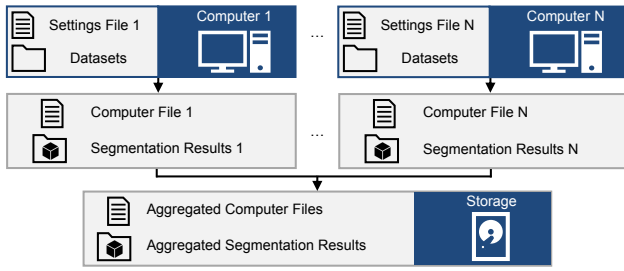 Settings File 1
Computer 1
Datasets
...
Settings File N
Computer N
Datasets
Computer File 1
Segmentation Results 1
...
Computer File N
Segmentation Results N
Aggregated Computer Files
Storage
Aggregated Segmentation Results